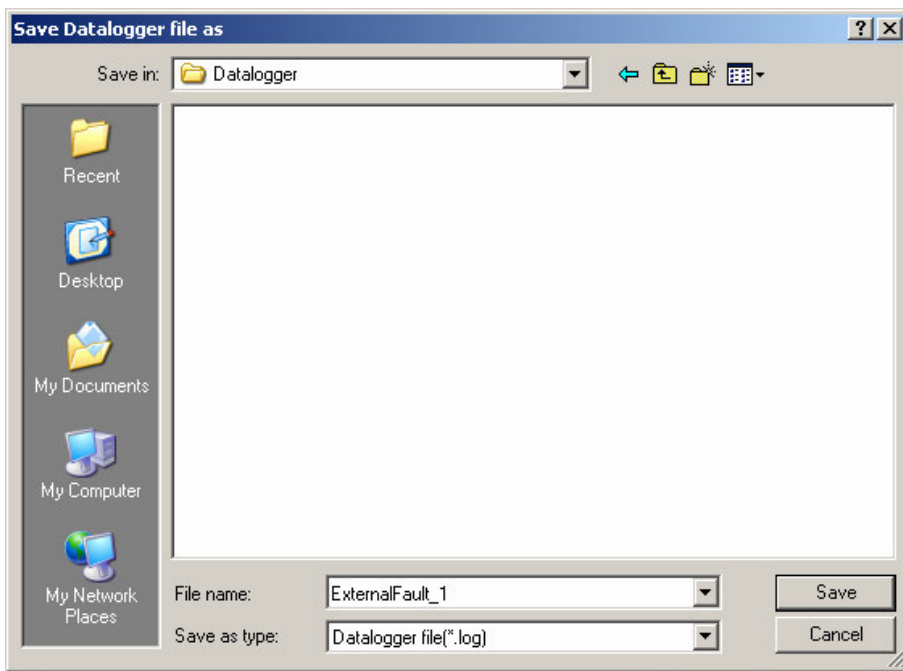 Save Datalogger file as
Save in: Datalogger
Recent
Desktop
My Documents
My Computer
My Network Places
File name: ExternalFault_1 Save
Save as type: Datalogger file(*.log) Cancel